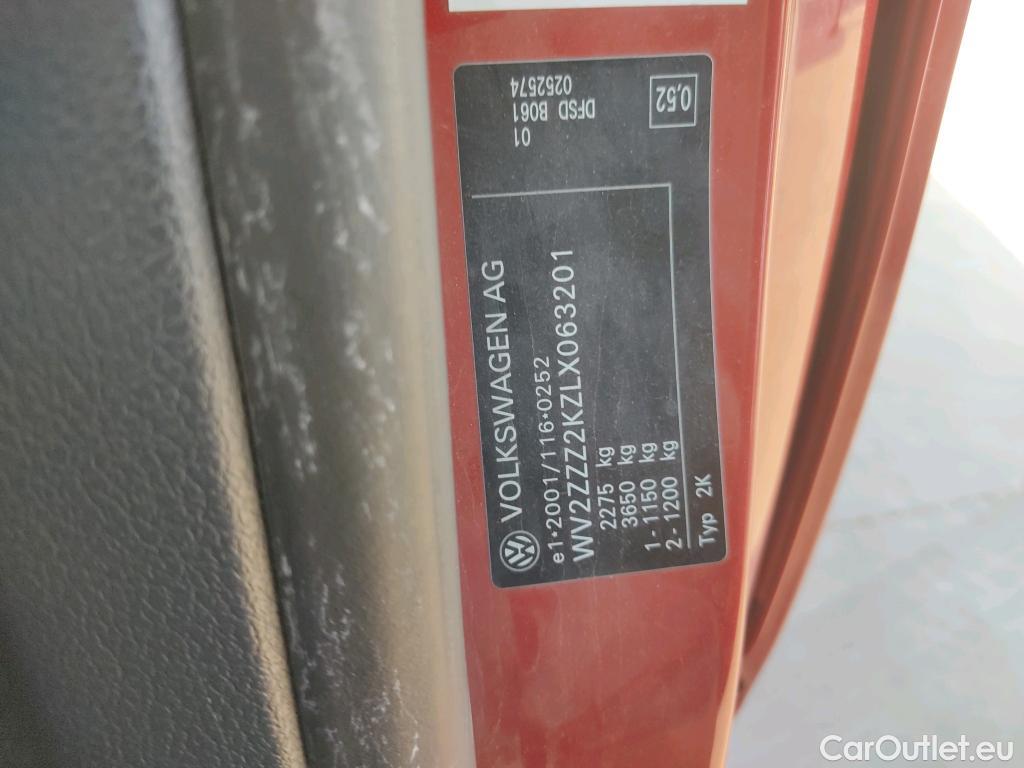 VOLKSWAGEN AG
e1*2001/116*0252
WV2ZZZ2KZLX063201
2275 kg
3650 kg
1- 1150 kg
2- 1200 kg
Typ 2K
01
DFSD B061
0252574
0,52
CarOutlet.eu